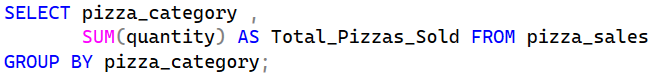 SELECT pizza_category ,
SUM(quantity) AS Total_Pizzas_Sold FROM pizza_sales
GROUP BY pizza_category;